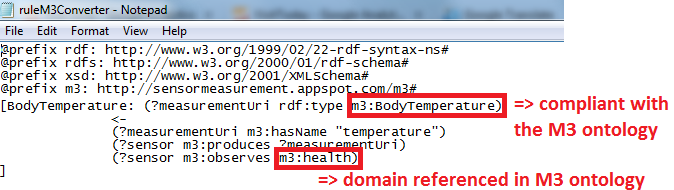 ruleM3Converter - Notepad
File Edit Format View Help
@prefix rdf: http://www.w3.org/1999/02/22-rdf-syntax-ns#
@prefix rdfs: http://www.w3.org/2000/01/rdf-schema#
@prefix xsd: http://www.w3.org/2001/XMLSchema#
@prefix m3: http://sensormeasurement.appspot.com/m3#
[BodyTemperature: (?measurementUri rdf:type m3:BodyTemperature) => compliant with
<- the M3 ontology
(?measurementUri m3:hasName "temperature")
(?sensor m3:produces ?measurementUri)
(?sensor m3:observes m3:health)
] => domain referenced in M3 ontology